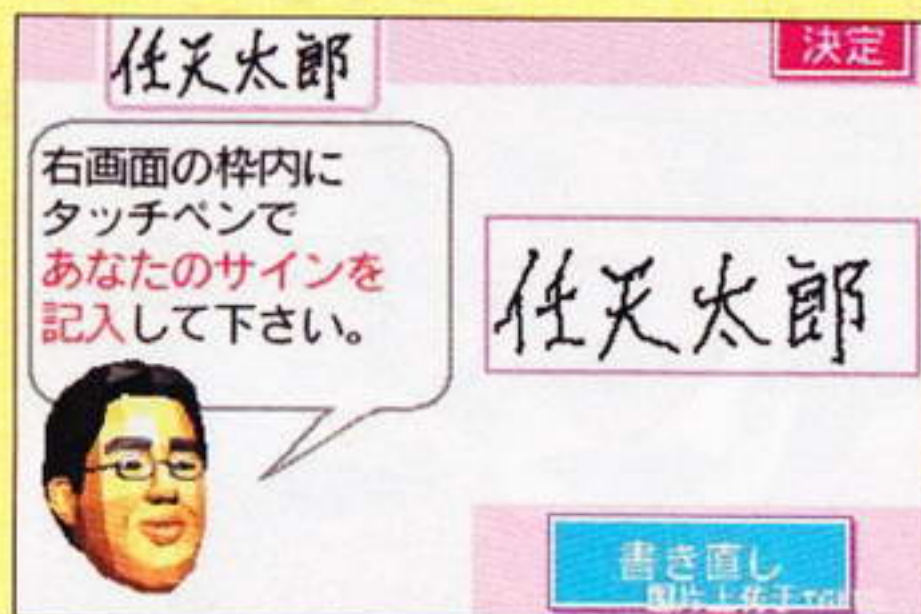 任天太郎
決定
右画面の枠内に
タッチペンで
あなたのサインを
記入して下さい。
任天太郎
書き直し